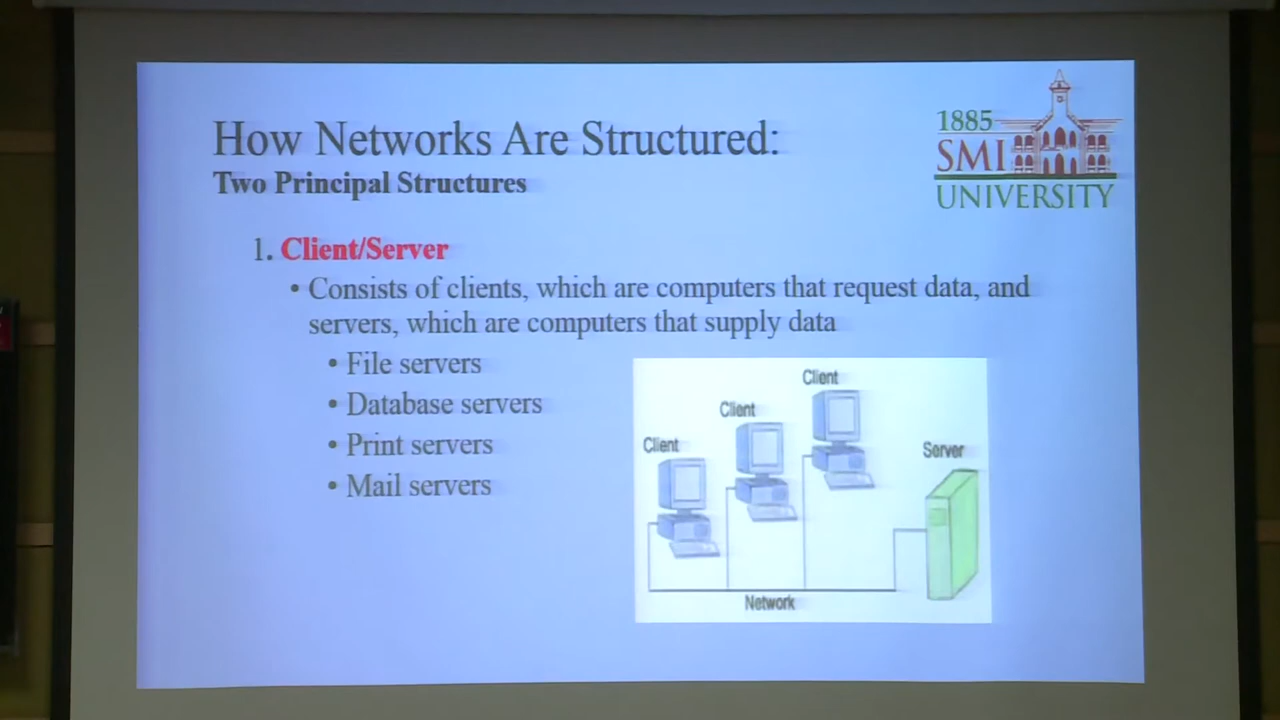 How Networks Are Structured:
Two Principal Structures
1885
SMI
UNIVERSITY
1. Client/Server
• Consists of clients, which are computers that request data, and
servers, which are computers that supply data
• File servers
• Database servers
• Print servers
• Mail servers
Client
Client
Client
Server
Network